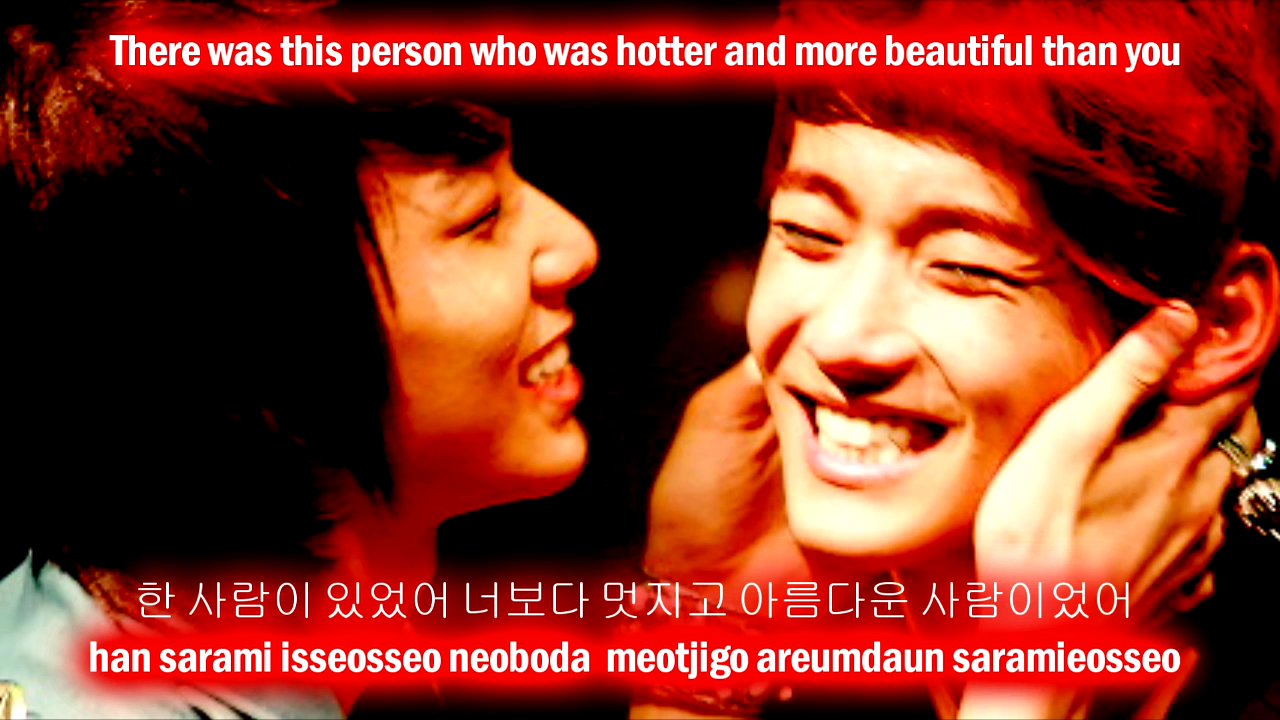 There was this person who was hotter and more beautiful than you
한 사람이 있었어 너보다 멋지고 아름다운 사람이었어
han sarami isseosseo neoboda meotjigo areumdaun saramieosseo